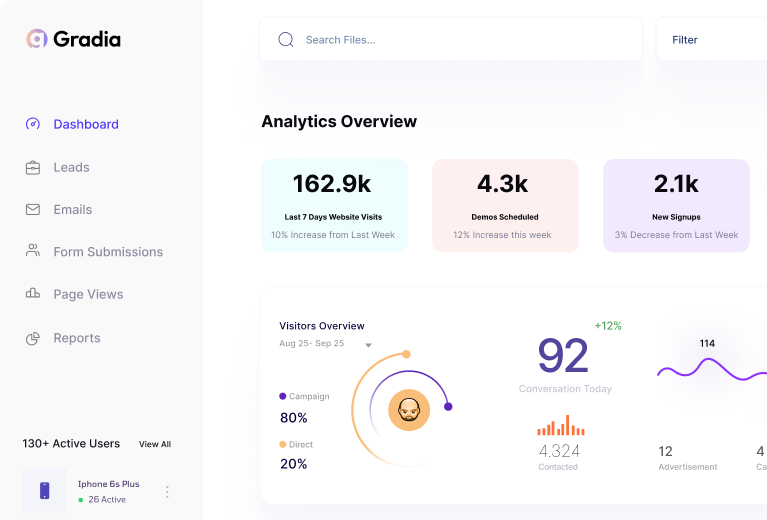 Gradia
Dashboard
Leads
Emails
Form Submissions
Page Views
Reports
130+ Active Users
View All
Iphone 6s Plus
26 Active
Search Files...
Filter
Analytics Overview
162.9k
Last 7 Days Website Visits
10% Increase from Last Week
4.3k
Demos Scheduled
12% Increase this week
2.1k
New Signups
3% Decrease from Last Week
Visitors Overview
Aug 25- Sep 25
Campaign
80%
Direct
20%
+12%
92
Conversation Today
4.324
Contacted
114
12
Advertisement
4
Ca